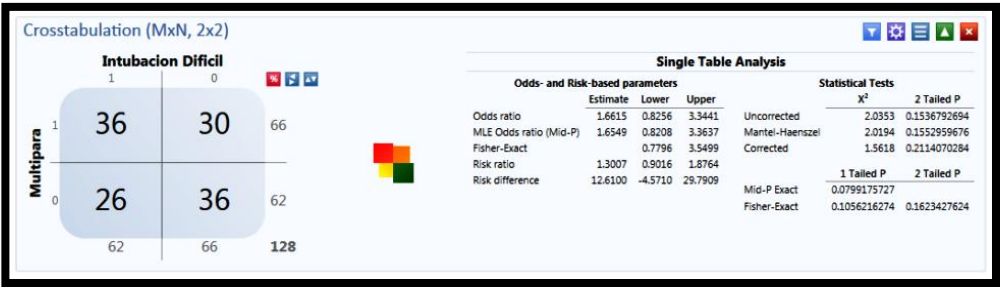 Crosstabulation (MxN, 2x2)
Intubacion Dificil
1 0
%
Multipara
1 36 30 66
0 26 36 62
62 66 128
Single Table Analysis
Odds- and Risk-based parameters
Estimate Lower Upper
Odds ratio 1.6615 0.8256 3.3441
MLE Odds ratio (Mid-P) 1.6549 0.8208 3.3637
Fisher-Exact 0.7796 3.5499
Risk ratio 1.3007 0.9016 1.8764
Risk difference 12.6100 -4.5710 29.7909
Statistical Tests
X² 2 Tailed P
Uncorrected 2.0353 0.1536792694
Mantel-Haenszel 2.0194 0.1552959676
Corrected 1.5618 0.2114070284
1 Tailed P 2 Tailed P
Mid-P Exact 0.0799175727
Fisher-Exact 0.1056216274 0.1623427624